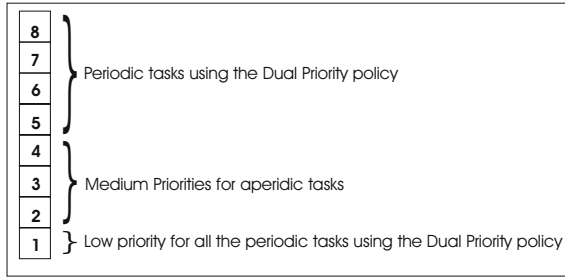 8
7
Periodic tasks using the Dual Priority policy
6
5
4
3
Medium Priorities for aperidic tasks
2
1
Low priority for all the periodic tasks using the Dual Priority policy